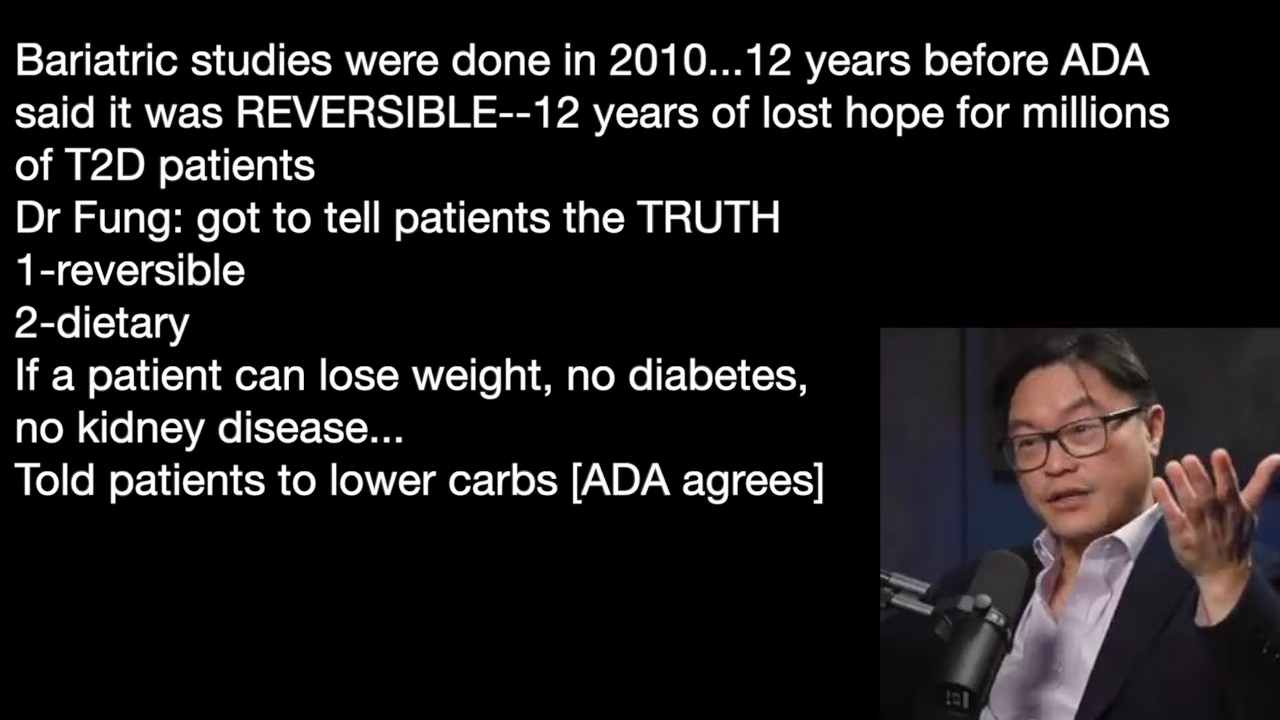 Bariatric studies were done in 2010...12 years before ADA
said it was REVERSIBLE--12 years of lost hope for millions
of T2D patients
Dr Fung: got to tell patients the TRUTH
1-reversible
2-dietary
If a patient can lose weight, no diabetes,
no kidney disease...
Told patients to lower carbs [ADA agrees]